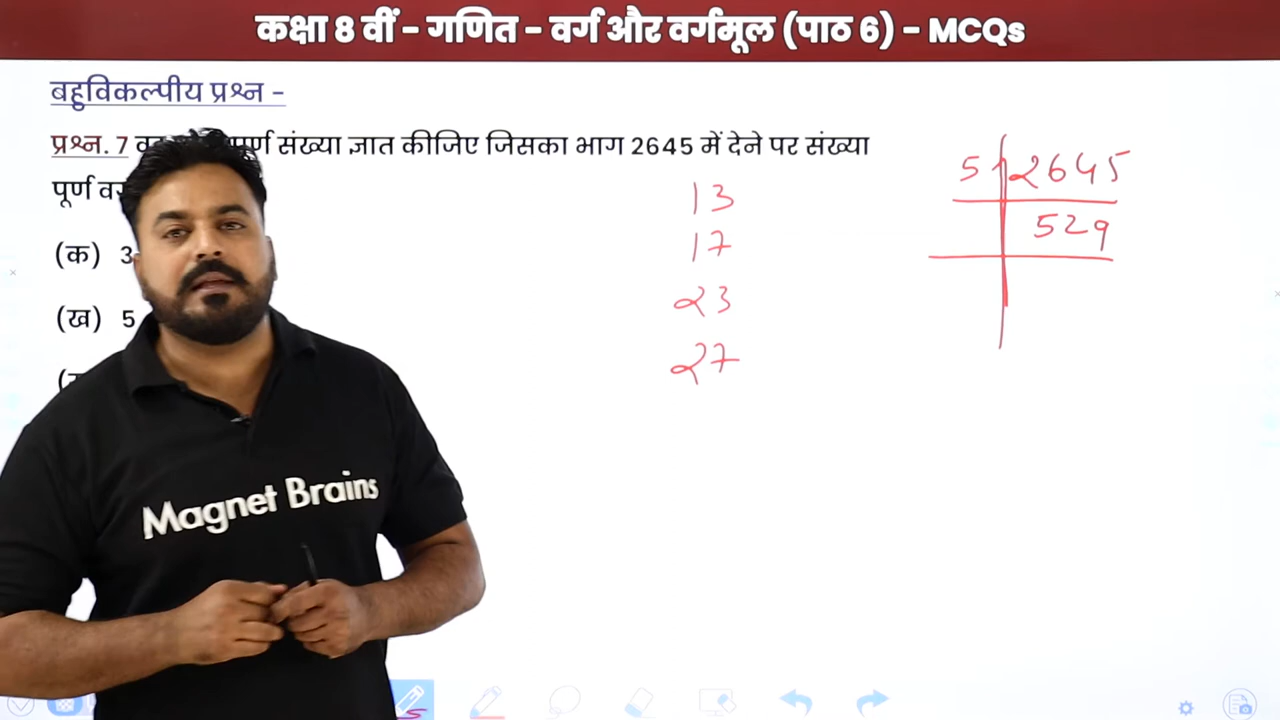 कक्षा 8 वीं - गणित - वर्ग और वर्गमूल (पाठ 6) - MCQs
बहुविकल्पीय प्रश्न -
प्रश्न. 7 संख्या ज्ञात कीजिए जिसका भाग 2645 में देने पर संख्या
पूर्ण
(क) 3
(ख) 5
13
17
23
27
5 2645
529
Magnet Brains